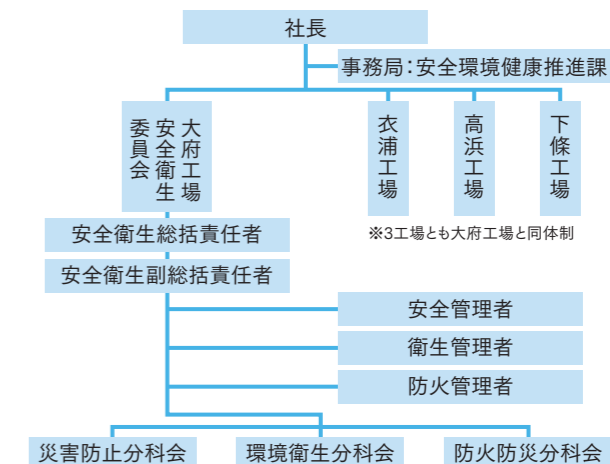 社長
事務局：安全環境健康推進課
大府工場
安全衛生
委員会
衣浦工場
高浜工場
下條工場
※3工場とも大府工場と同体制
安全衛生総括責任者
安全衛生副総括責任者
安全管理者
衛生管理者
防火管理者
災害防止分科会
環境衛生分科会
防火防災分科会